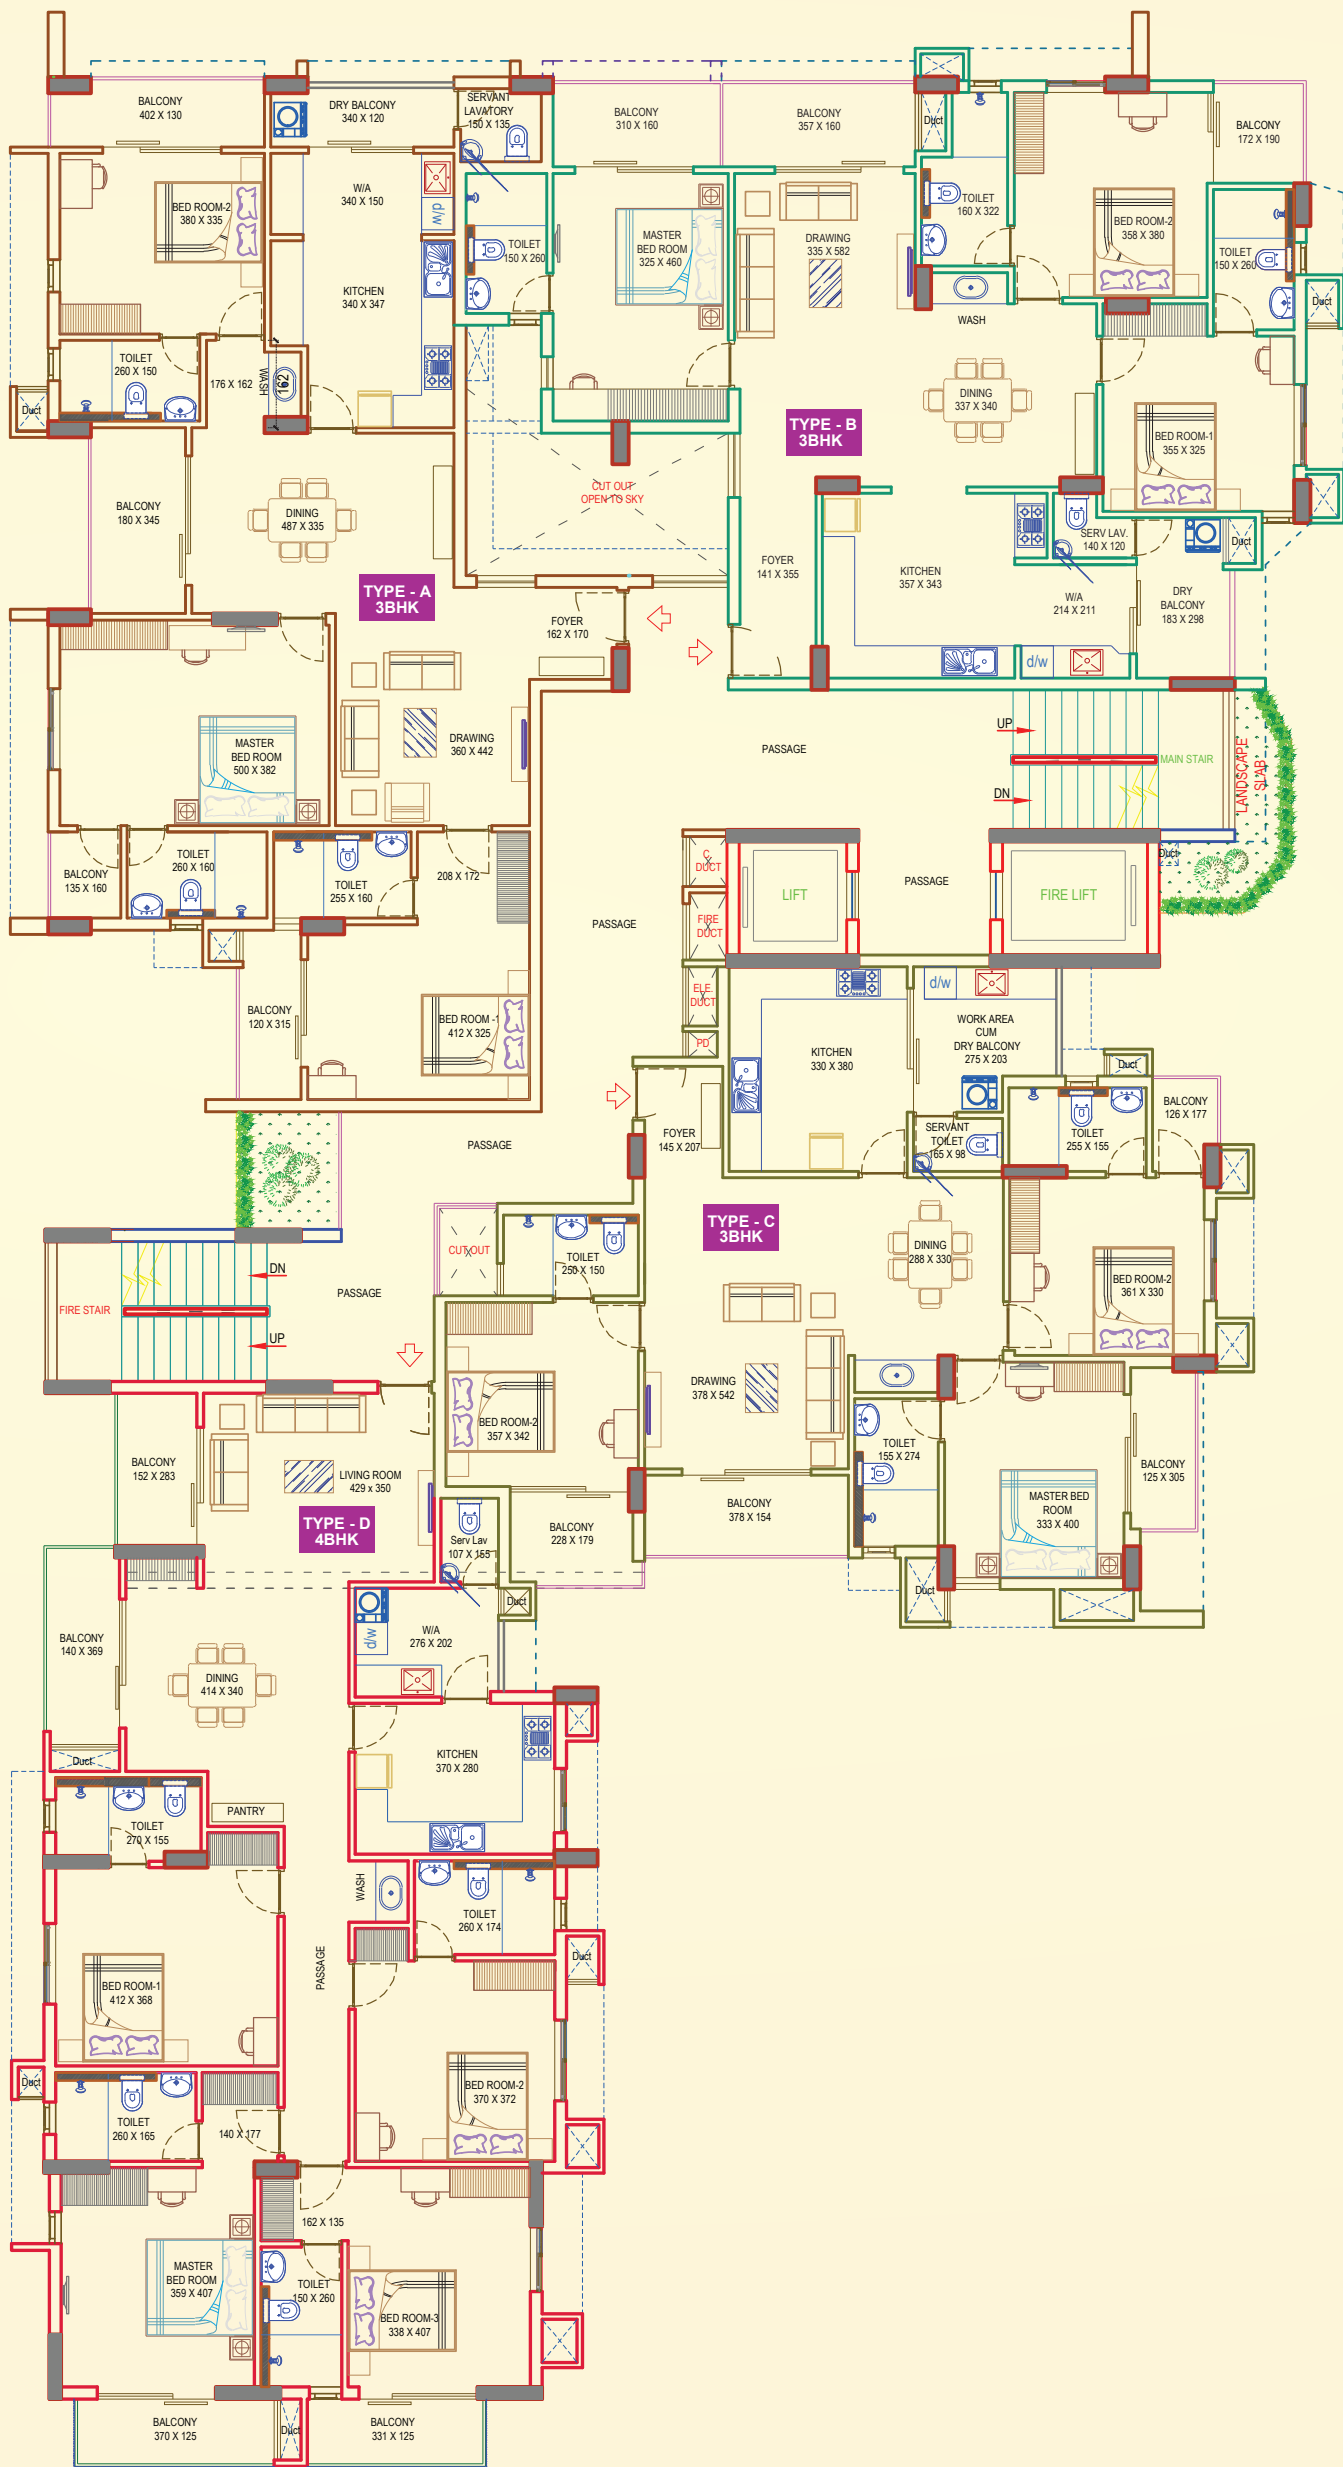 BALCONY
402 X 130
DRY BALCONY
340 X 120
SERVANT
LAVATORY
150 X 135
BALCONY
310 X 160
BALCONY
357 X 160
Duct
BALCONY
172 X 190
BED ROOM-2
380 X 335
W/A
340 X 150
d/w
TOILET
150 X 260
MASTER
BED ROOM
325 X 460
DRAWING
335 X 582
TOILET
160 X 322
BED ROOM-2
358 X 380
TOILET
150 X 260
Duct
KITCHEN
340 X 347
WASH
TOILET
260 X 150
176 X 162
WASH
162
Duct
DINING
337 X 340
TYPE - B
3BHK
BED ROOM-1
355 X 325
BALCONY
180 X 345
DINING
487 X 335
CUT OUT
OPEN TO SKY
SERV LAV.
140 X 120
Duct
FOYER
141 X 355
KITCHEN
357 X 343
W/A
214 X 211
DRY
BALCONY
183 X 298
TYPE - A
3BHK
FOYER
162 X 170
d/w
MASTER
BED ROOM
500 X 382
DRAWING
360 X 442
PASSAGE
UP
DN
MAIN STAIR
LANDSCAPE
SLAB
BALCONY
135 X 160
TOILET
260 X 160
TOILET
255 X 160
208 X 172
C.
DUCT
LIFT
PASSAGE
FIRE LIFT
Duct
PASSAGE
FIRE
DUCT
ELE.
DUCT
PD
BALCONY
120 X 315
BED ROOM -1
412 X 325
KITCHEN
330 X 380
d/w
WORK AREA
CUM
DRY BALCONY
275 X 203
Duct
BALCONY
126 X 177
PASSAGE
FOYER
145 X 207
SERVANT
TOILET
165 X 98
TOILET
255 X 155
TYPE - C
3BHK
CUT OUT
TOILET
250 X 150
DINING
288 X 330
BED ROOM-2
361 X 330
DN
PASSAGE
FIRE STAIR
UP
DRAWING
378 X 542
BED ROOM-2
357 X 342
TOILET
155 X 274
BALCONY
125 X 305
BALCONY
152 X 283
LIVING ROOM
429 X 350
MASTER BED
ROOM
333 X 400
BALCONY
378 X 154
TYPE - D
4BHK
BALCONY
228 X 179
Serv Lav
107 X 155
Duct
Duct
BALCONY
140 X 369
W/A
276 X 202
d/w
DINING
414 X 340
KITCHEN
370 X 280
Duct
PANTRY
TOILET
270 X 155
WASH
TOILET
260 X 174
Duct
PASSAGE
BED ROOM-1
412 X 368
Duct
BED ROOM-2
370 X 372
TOILET
260 X 165
140 X 177
162 X 135
MASTER
BED ROOM
359 X 407
TOILET
150 X 260
BED ROOM-3
338 X 407
BALCONY
370 X 125
Duct
BALCONY
331 X 125